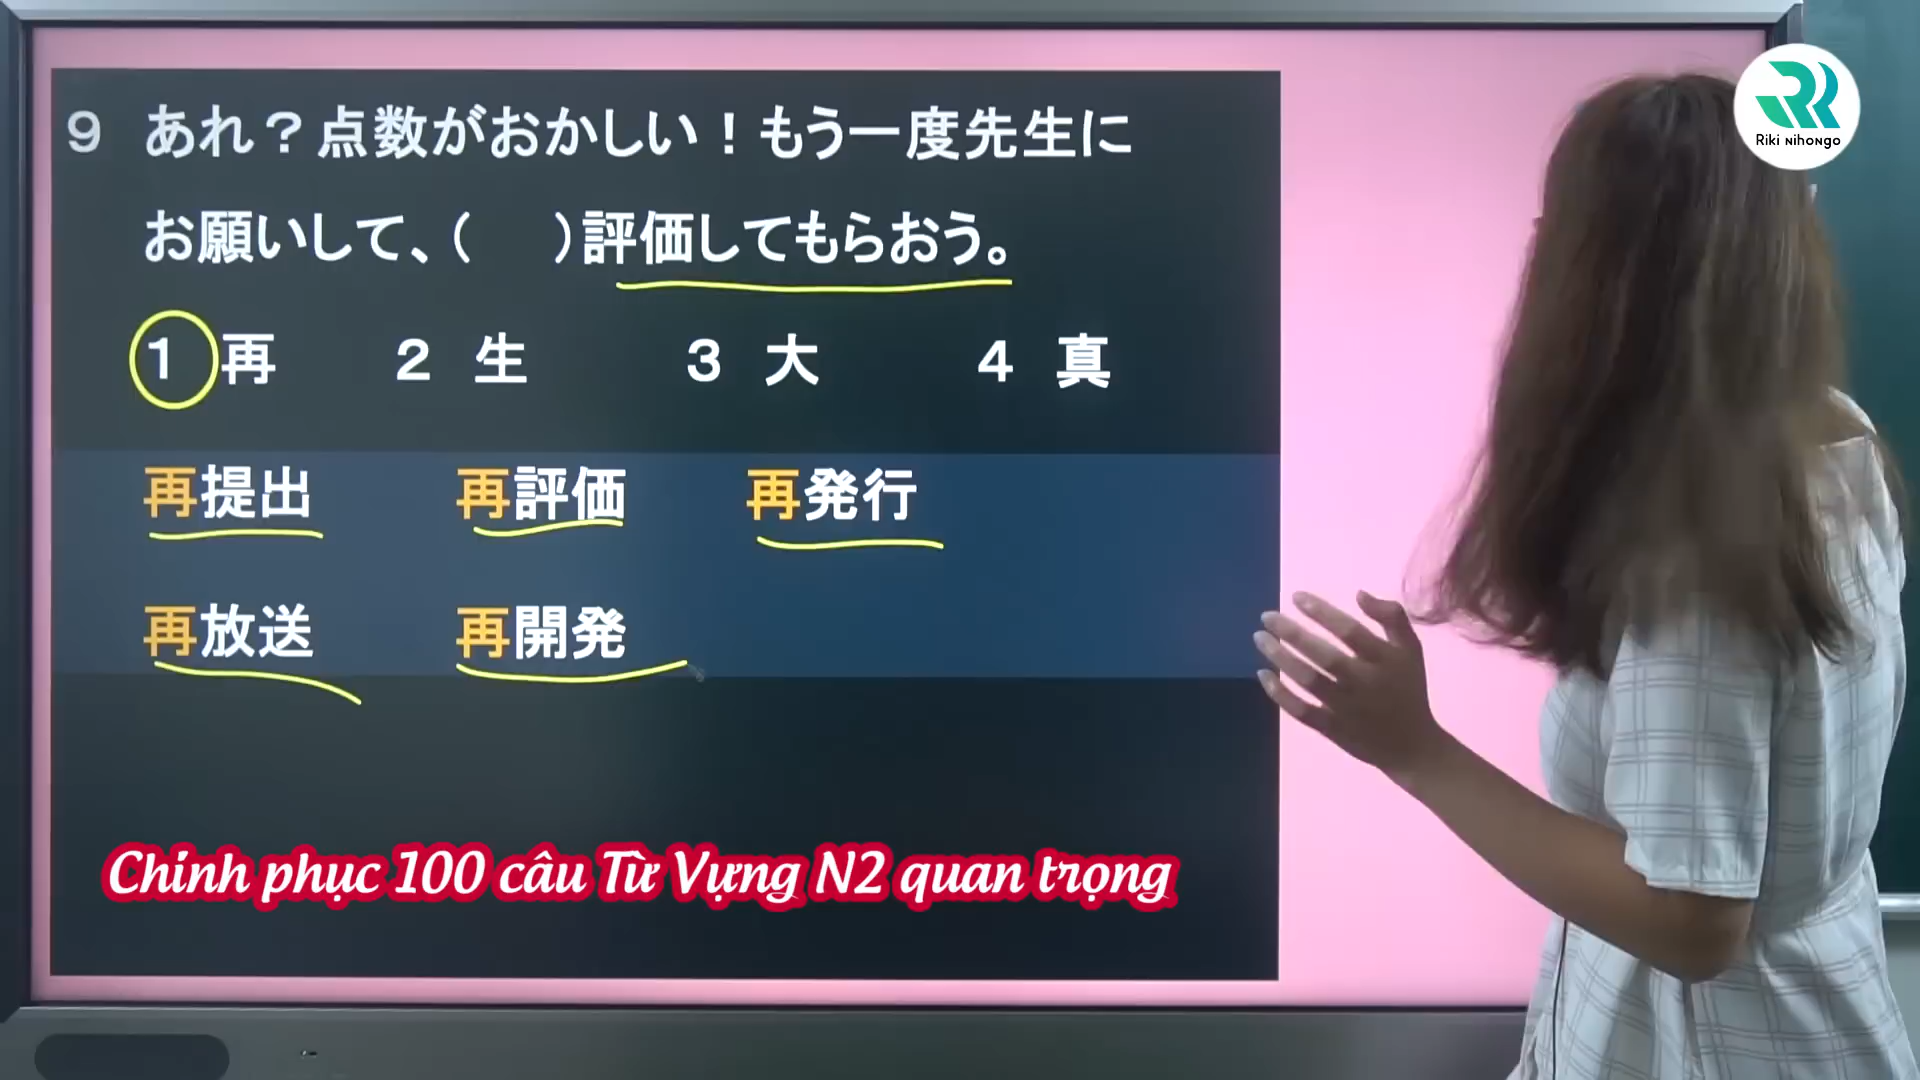 Riki Nihongo
9 あれ？点数がおかしい！もう一度先生に
お願いして、（　　）評価してもらおう。
1 再 2 生 3 大 4 真
再提出 再評価 再発行
再放送 再開発
Chinh phục 100 câu Từ Vựng N2 quan trọng